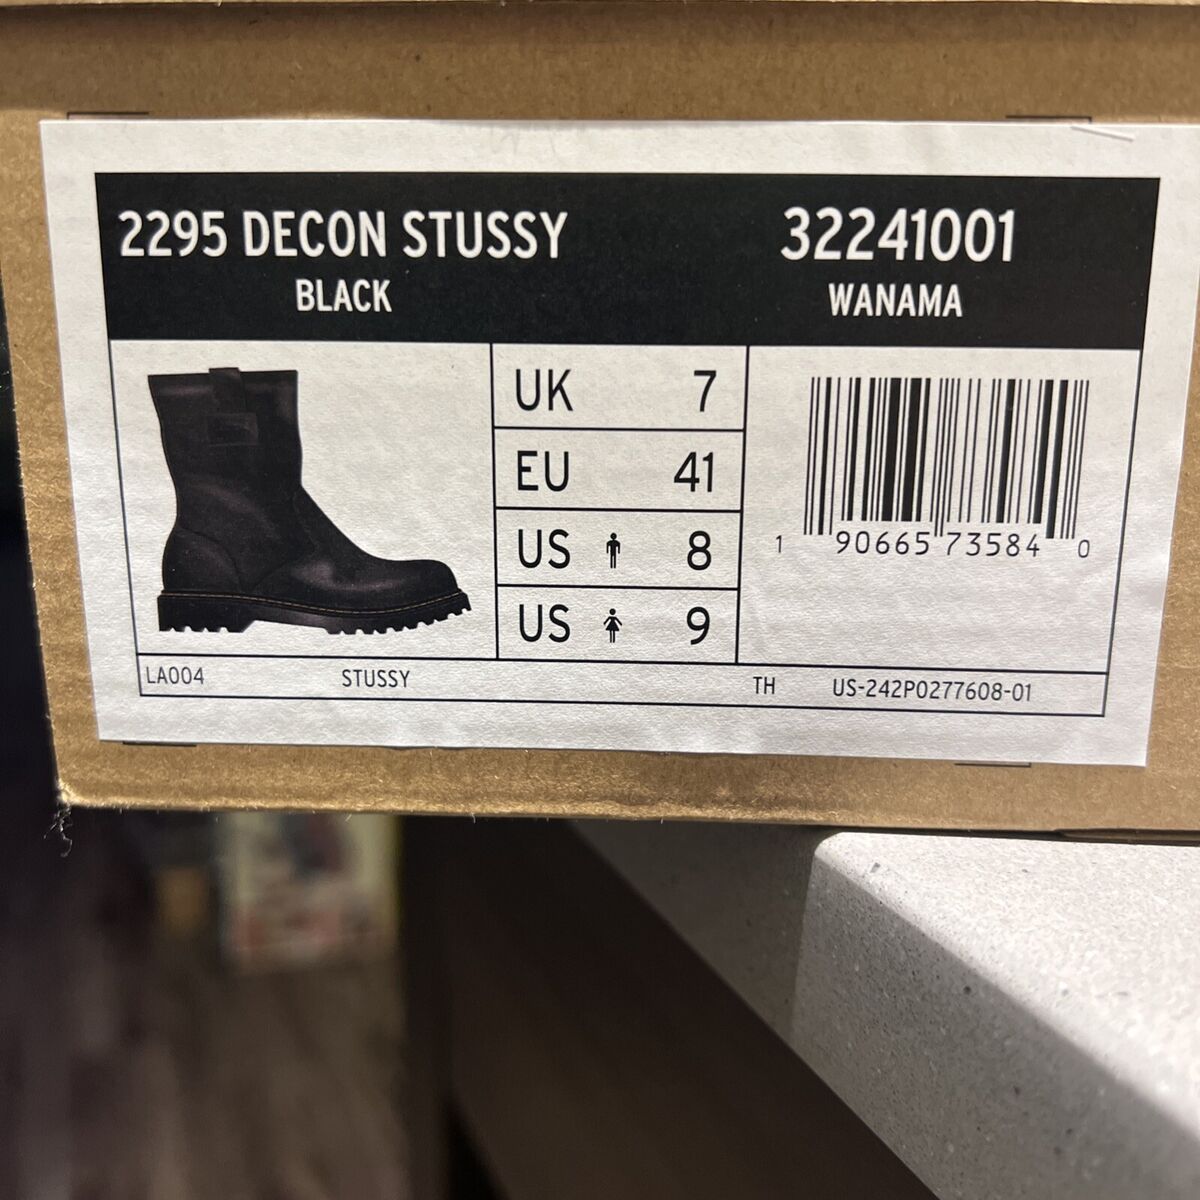 2295 DECON STUSSY
BLACK
32241001
WANAMA
UK 7
EU 41
US 8
US 9
1 90665 73584 0
LA004 STUSSY TH US-242P0277608-01